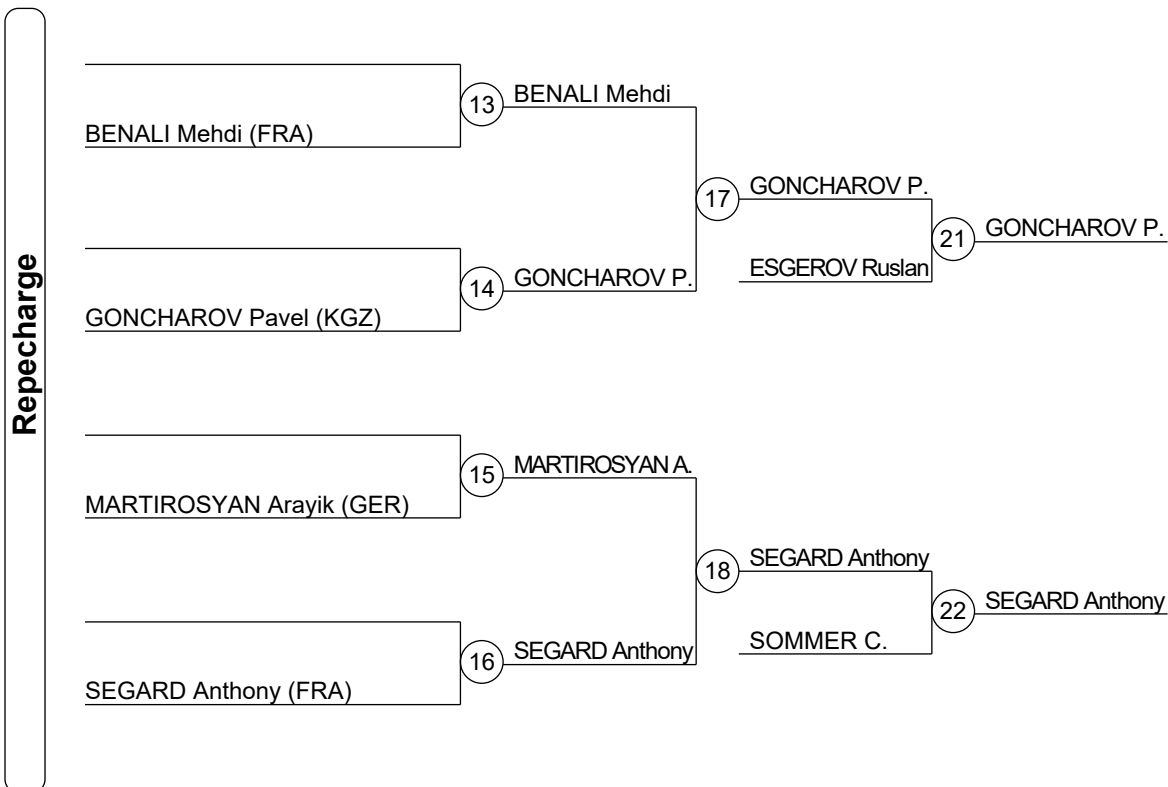 Repecharge
BENALI Mehdi (FRA)
13
BENALI Mehdi
GONCHAROV Pavel (KGZ)
14
GONCHAROV P.
17
GONCHAROV P.
ESGEROV Ruslan
21
GONCHAROV P.
MARTIROSYAN Arayik (GER)
15
MARTIROSYAN A.
SEGARD Anthony (FRA)
16
SEGARD Anthony
18
SEGARD Anthony
SOMMER C.
22
SEGARD Anthony